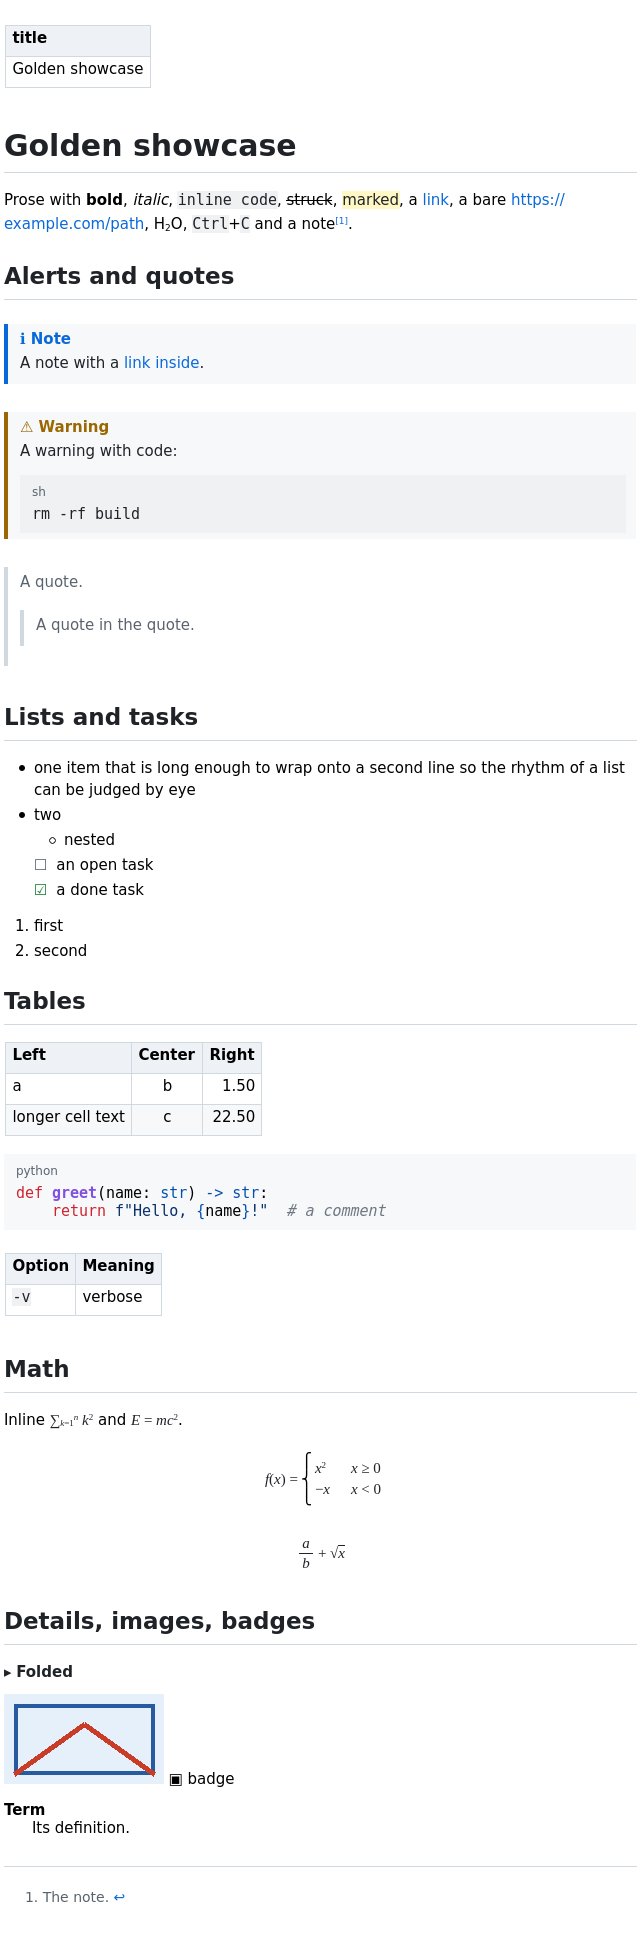 title
Golden showcase
Golden showcase
Prose with bold, italic, inline code, struck, marked, a link, a bare https://
example.com/path, H₂O, Ctrl+C and a note[1].
Alerts and quotes
ℹ Note
A note with a link inside.
⚠ Warning
A warning with code:
sh
rm -rf build
A quote.
A quote in the quote.
Lists and tasks
• one item that is long enough to wrap onto a second line so the rhythm of a list
can be judged by eye
• two
◦ nested
☐ an open task
☑ a done task
1. first
2. second
Tables
Left Center Right
a b 1.50
longer cell text c 22.50
python
def greet(name: str) -> str:
    return f"Hello, {name}!"  # a comment
Option Meaning
-v verbose
Math
Inline ∑ₖ₌₁ⁿ k² and E = mc².
f(x) = { x² x ≥ 0
−x x < 0
a
b + √x
Details, images, badges
▸ Folded
▣ badge
Term
Its definition.
1. The note. ↩